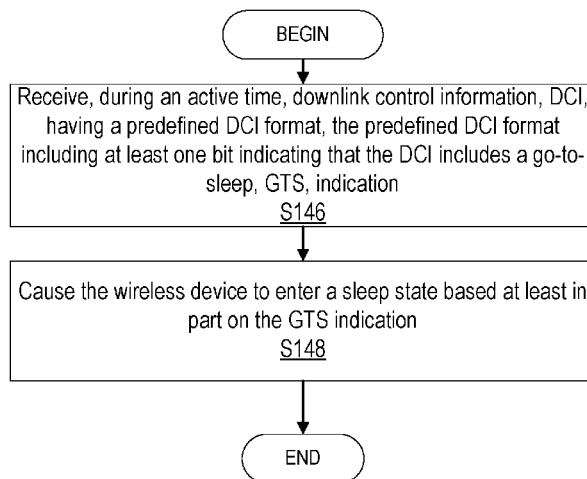 BEGIN
Receive, during an active time, downlink control information, DCI,
having a predefined DCI format, the predefined DCI format
including at least one bit indicating that the DCI includes a go-to-
sleep, GTS, indication
S146
Cause the wireless device to enter a sleep state based at least in
part on the GTS indication
S148
END